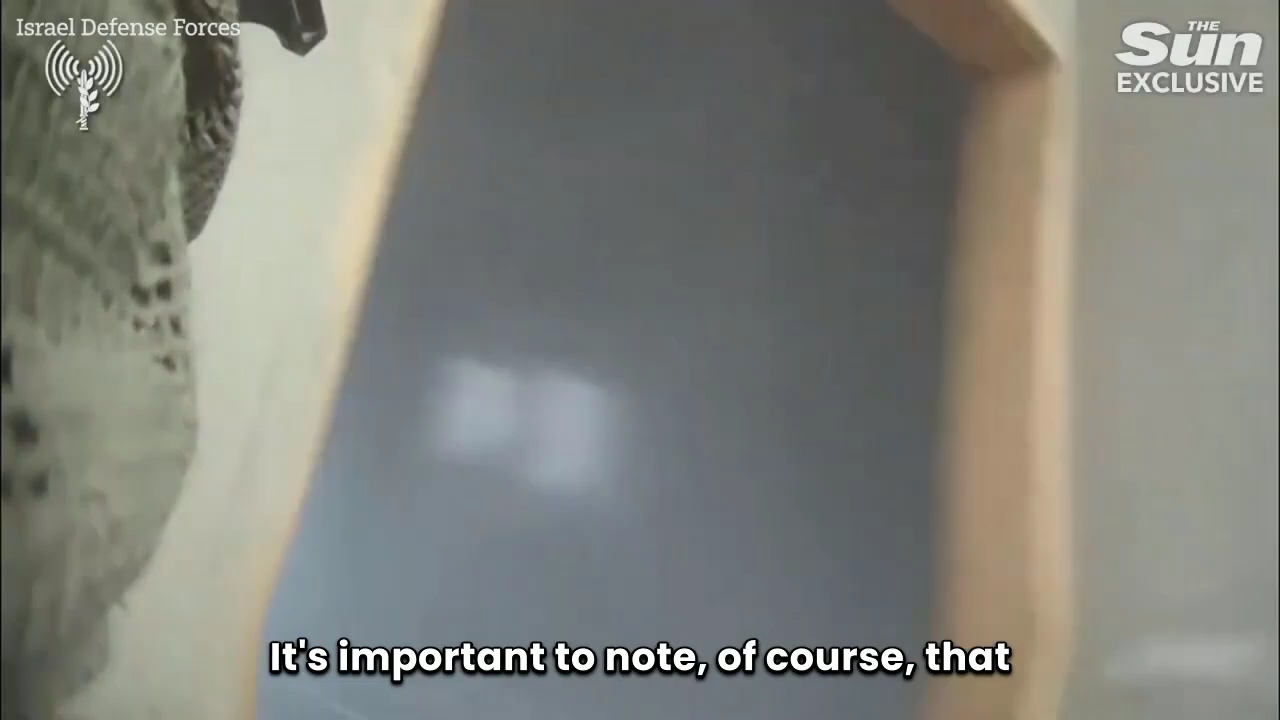 Israel Defense Forces
THE
Sun
EXCLUSIVE
It's important to note, of course, that